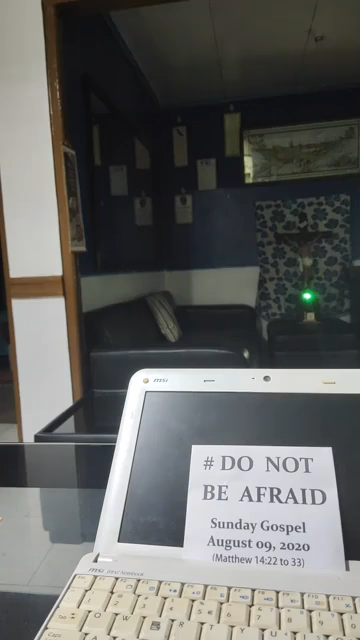 msi
# DO NOT
BE AFRAID
Sunday Gospel
August 09, 2020
(Matthew 14:22 to 33)